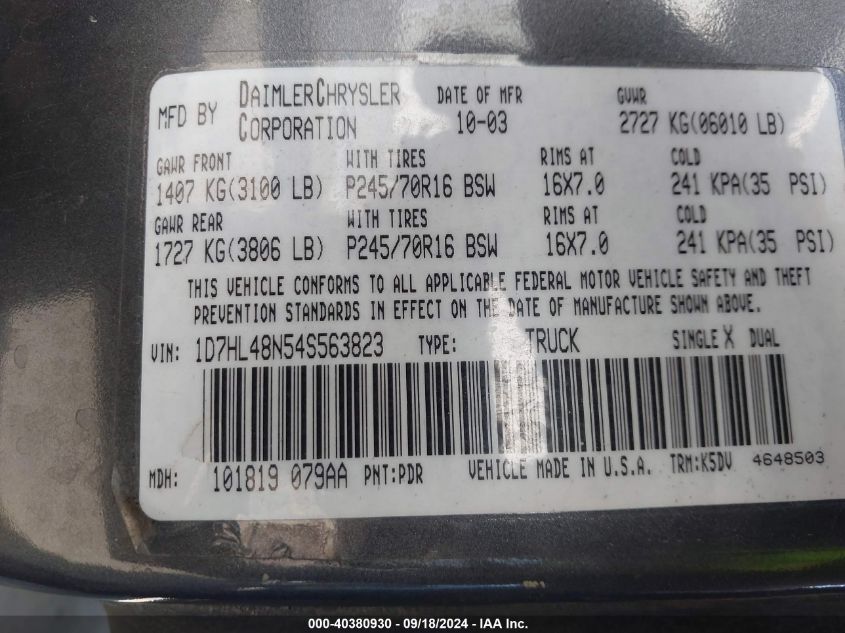 MFD BY DAIMLERCHRYSLER CORPORATION DATE OF MFR 10-03 GVWR 2727 KG(06010 LB)
GAWR FRONT WITH TIRES RIMS AT COLD
1407 KG(3100 LB) P245/70R16 BSW 16X7.0 241 KPA(35 PSI)
GAWR REAR WITH TIRES RIMS AT COLD
1727 KG(3806 LB) P245/70R16 BSW 16X7.0 241 KPA(35 PSI)
THIS VEHICLE CONFORMS TO ALL APPLICABLE FEDERAL MOTOR VEHICLE SAFETY AND THEFT
PREVENTION STANDARDS IN EFFECT ON THE DATE OF MANUFACTURE SHOWN ABOVE.
VIN: 1D7HL48N54S563823 TYPE: TRUCK SINGLE X DUAL
MDH: 101819 079AA PNT:PDR VEHICLE MADE IN U.S.A. TRM:K5DV 4648503
000-40380930 - 09/18/2024 - IAA Inc.